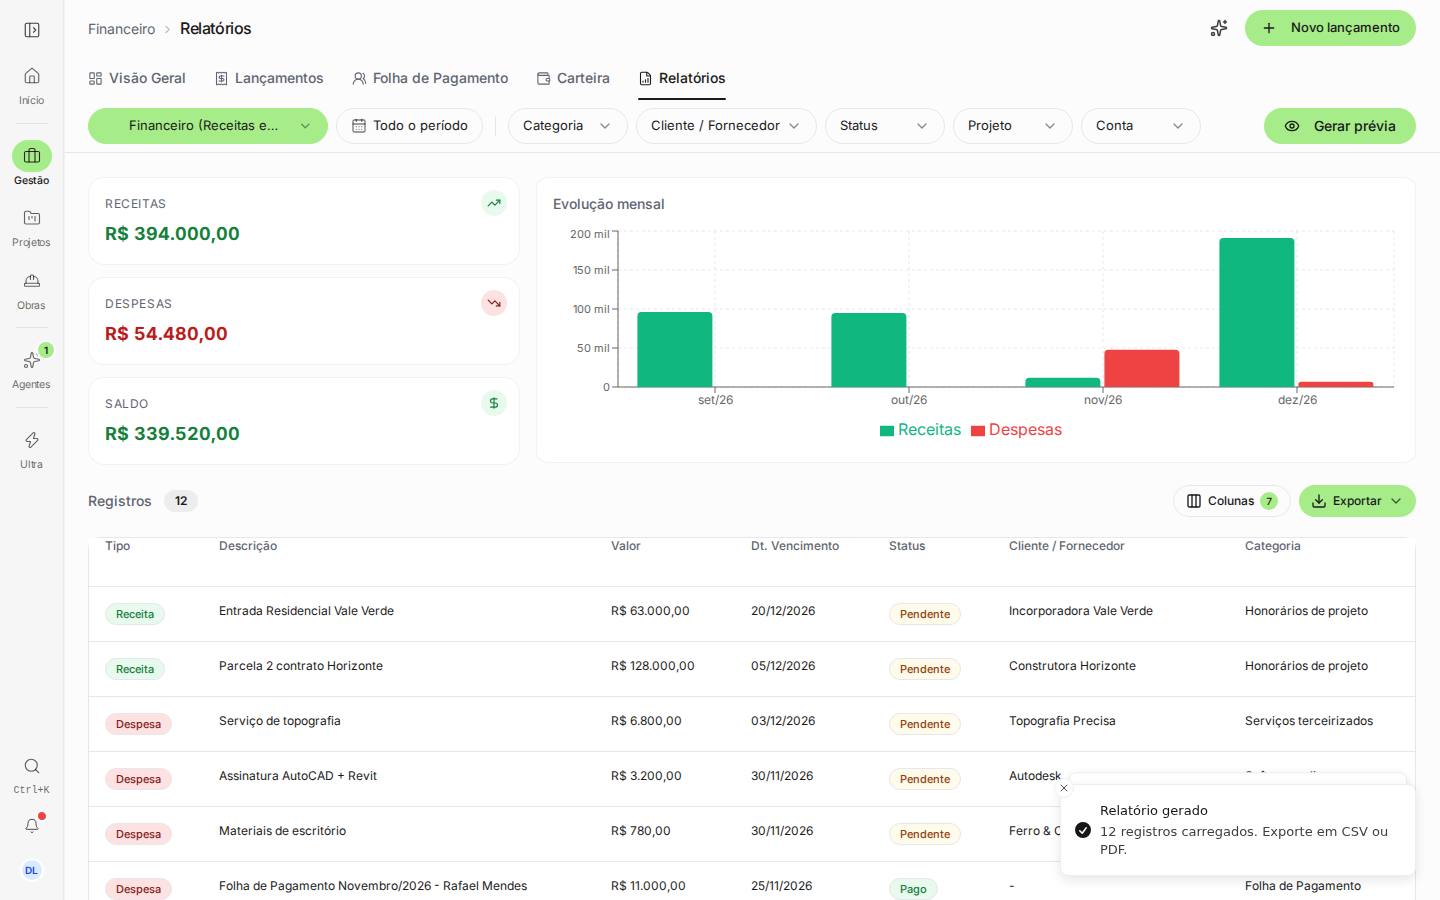 Financeiro > Relatórios
Novo lançamento
Início
Gestão
Projetos
Obras
1
Agentes
Ultra
Ctrl+K
DL
Visão Geral
Lançamentos
Folha de Pagamento
Carteira
Relatórios
Financeiro (Receitas e...
Todo o período
Categoria
Cliente / Fornecedor
Status
Projeto
Conta
Gerar prévia
RECEITAS
R$ 394.000,00
DESPESAS
R$ 54.480,00
SALDO
R$ 339.520,00
Evolução mensal
200 mil
150 mil
100 mil
50 mil
0
set/26
out/26
nov/26
dez/26
Receitas
Despesas
Registros 12
Colunas 7
Exportar
Tipo Descrição Valor Dt. Vencimento Status Cliente / Fornecedor Categoria
Receita Entrada Residencial Vale Verde R$ 63.000,00 20/12/2026 Pendente Incorporadora Vale Verde Honorários de projeto
Receita Parcela 2 contrato Horizonte R$ 128.000,00 05/12/2026 Pendente Construtora Horizonte Honorários de projeto
Despesa Serviço de topografia R$ 6.800,00 03/12/2026 Pendente Topografia Precisa Serviços terceirizados
Despesa Assinatura AutoCAD + Revit R$ 3.200,00 30/11/2026 Pendente Autodesk
Despesa Materiais de escritório R$ 780,00 30/11/2026 Pendente Ferro &
Despesa Folha de Pagamento Novembro/2026 - Rafael Mendes R$ 11.000,00 25/11/2026 Pago - Folha de Pagamento
Relatório gerado
12 registros carregados. Exporte em CSV ou
PDF.